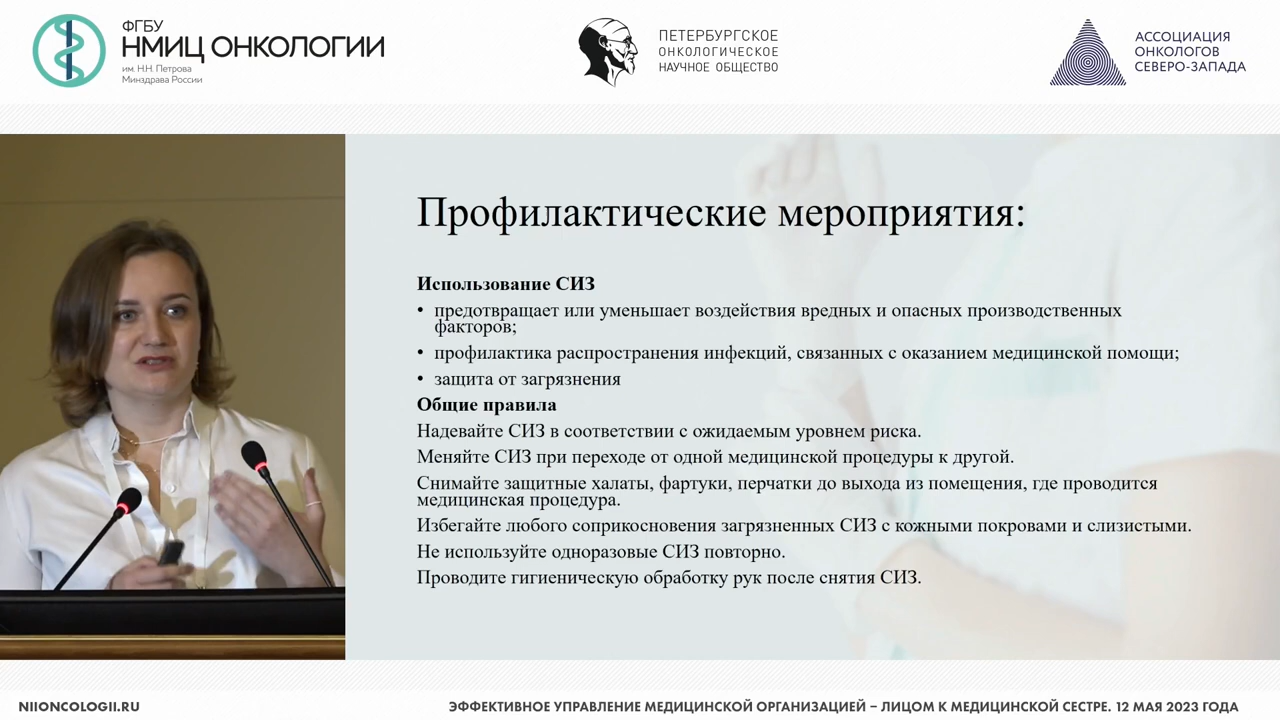 ФГБУ
НМИЦ ОНКОЛОГИИ
им. Н.Н. Петрова
Минздрава России
ПЕТЕРБУРГСКОЕ
ОНКОЛОГИЧЕСКОЕ
НАУЧНОЕ ОБЩЕСТВО
АССОЦИАЦИЯ
ОНКОЛОГОВ
СЕВЕРО-ЗАПАДА
Профилактические мероприятия:
Использование СИЗ
• предотвращает или уменьшает воздействия вредных и опасных производственных
факторов;
• профилактика распространения инфекций, связанных с оказанием медицинской помощи;
• защита от загрязнения
Общие правила
Надевайте СИЗ в соответствии с ожидаемым уровнем риска.
Меняйте СИЗ при переходе от одной медицинской процедуры к другой.
Снимайте защитные халаты, фартуки, перчатки до выхода из помещения, где проводится
медицинская процедура.
Избегайте любого соприкосновения загрязненных СИЗ с кожными покровами и слизистыми.
Не используйте одноразовые СИЗ повторно.
Проводите гигиеническую обработку рук после снятия СИЗ.
NIIONCOLOGII.RU
ЭФФЕКТИВНОЕ УПРАВЛЕНИЕ МЕДИЦИНСКОЙ ОРГАНИЗАЦИЕЙ – ЛИЦОМ К МЕДИЦИНСКОЙ СЕСТРЕ. 12 МАЯ 2023 ГОДА